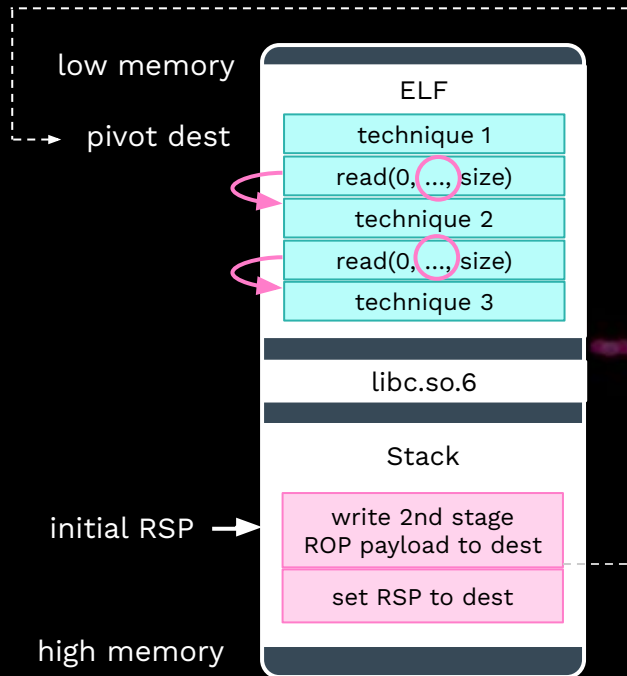 low memory
ELF
pivot dest
technique 1
read(0, ..., size)
technique 2
read(0, ..., size)
technique 3
libc.so.6
Stack
initial RSP
write 2nd stage
ROP payload to dest
set RSP to dest
high memory